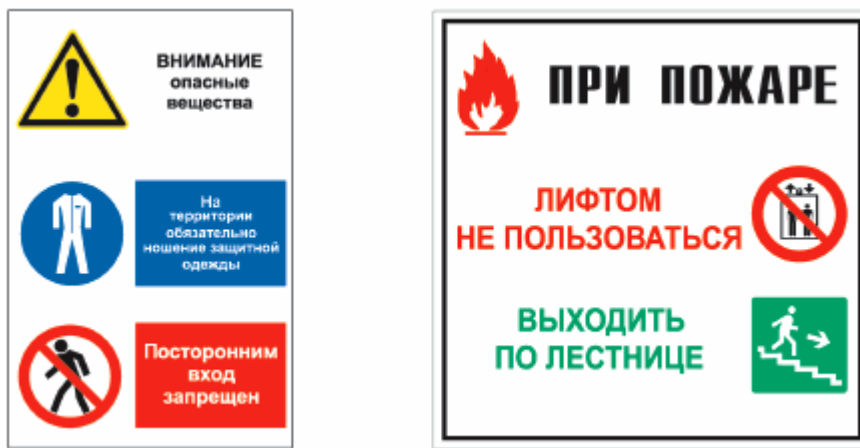 ВНИМАНИЕ
опасные
вещества
На
территории
обязательно
ношение защитной
одежды
Посторонним
вход
запрещен
ПРИ ПОЖАРЕ
ЛИФТОМ
НЕ ПОЛЬЗОВАТЬСЯ
ВЫХОДИТЬ
ПО ЛЕСТНИЦЕ